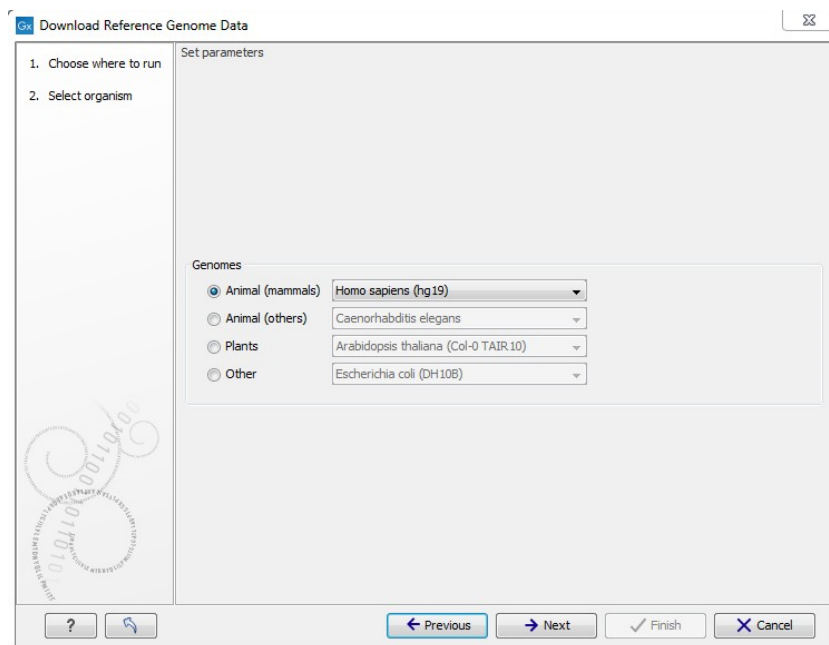 Gx Download Reference Genome Data
1. Choose where to run
2. Select organism
Set parameters
Genomes
Animal (mammals) Homo sapiens (hg19)
Animal (others) Caenorhabditis elegans
Plants Arabidopsis thaliana (Col-0 TAIR10)
Other Escherichia coli (DH10B)
? Previous Next Finish Cancel